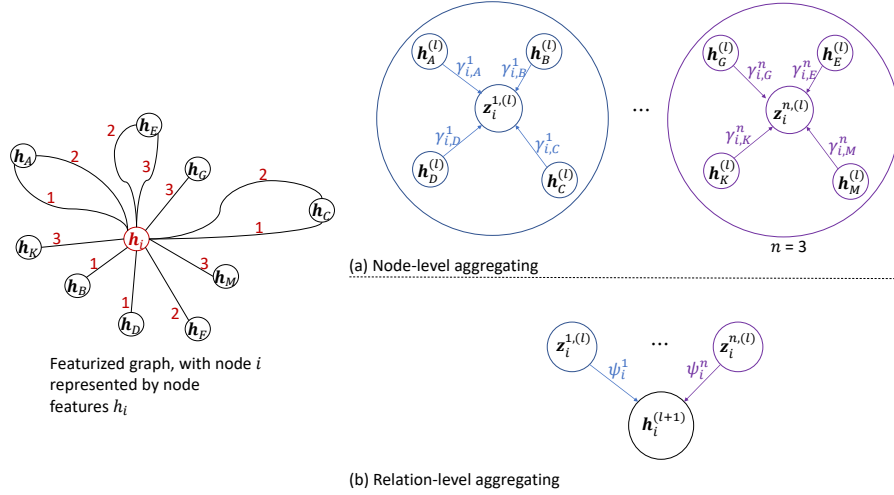 h_A
2
1
2
h_E
3
h_G
3
2
h_C
1
h_i
h_K
3
h_B
1
1
h_D
2
h_F
3
h_M
Featurized graph, with node i
represented by node
features h_i
h_A^{(l)}
h_B^{(l)}
γ_{i,A}^1
γ_{i,B}^1
z_i^{1,(l)}
γ_{i,D}^1
γ_{i,C}^1
h_D^{(l)}
h_C^{(l)}
...
h_G^{(l)}
h_E^{(l)}
γ_{i,G}^n
γ_{i,E}^n
z_i^{n,(l)}
γ_{i,K}^n
γ_{i,M}^n
h_K^{(l)}
h_M^{(l)}
n = 3
(a) Node-level aggregating
z_i^{1,(l)}
...
z_i^{n,(l)}
ψ_i^1
ψ_i^n
h_i^{(l+1)}
(b) Relation-level aggregating